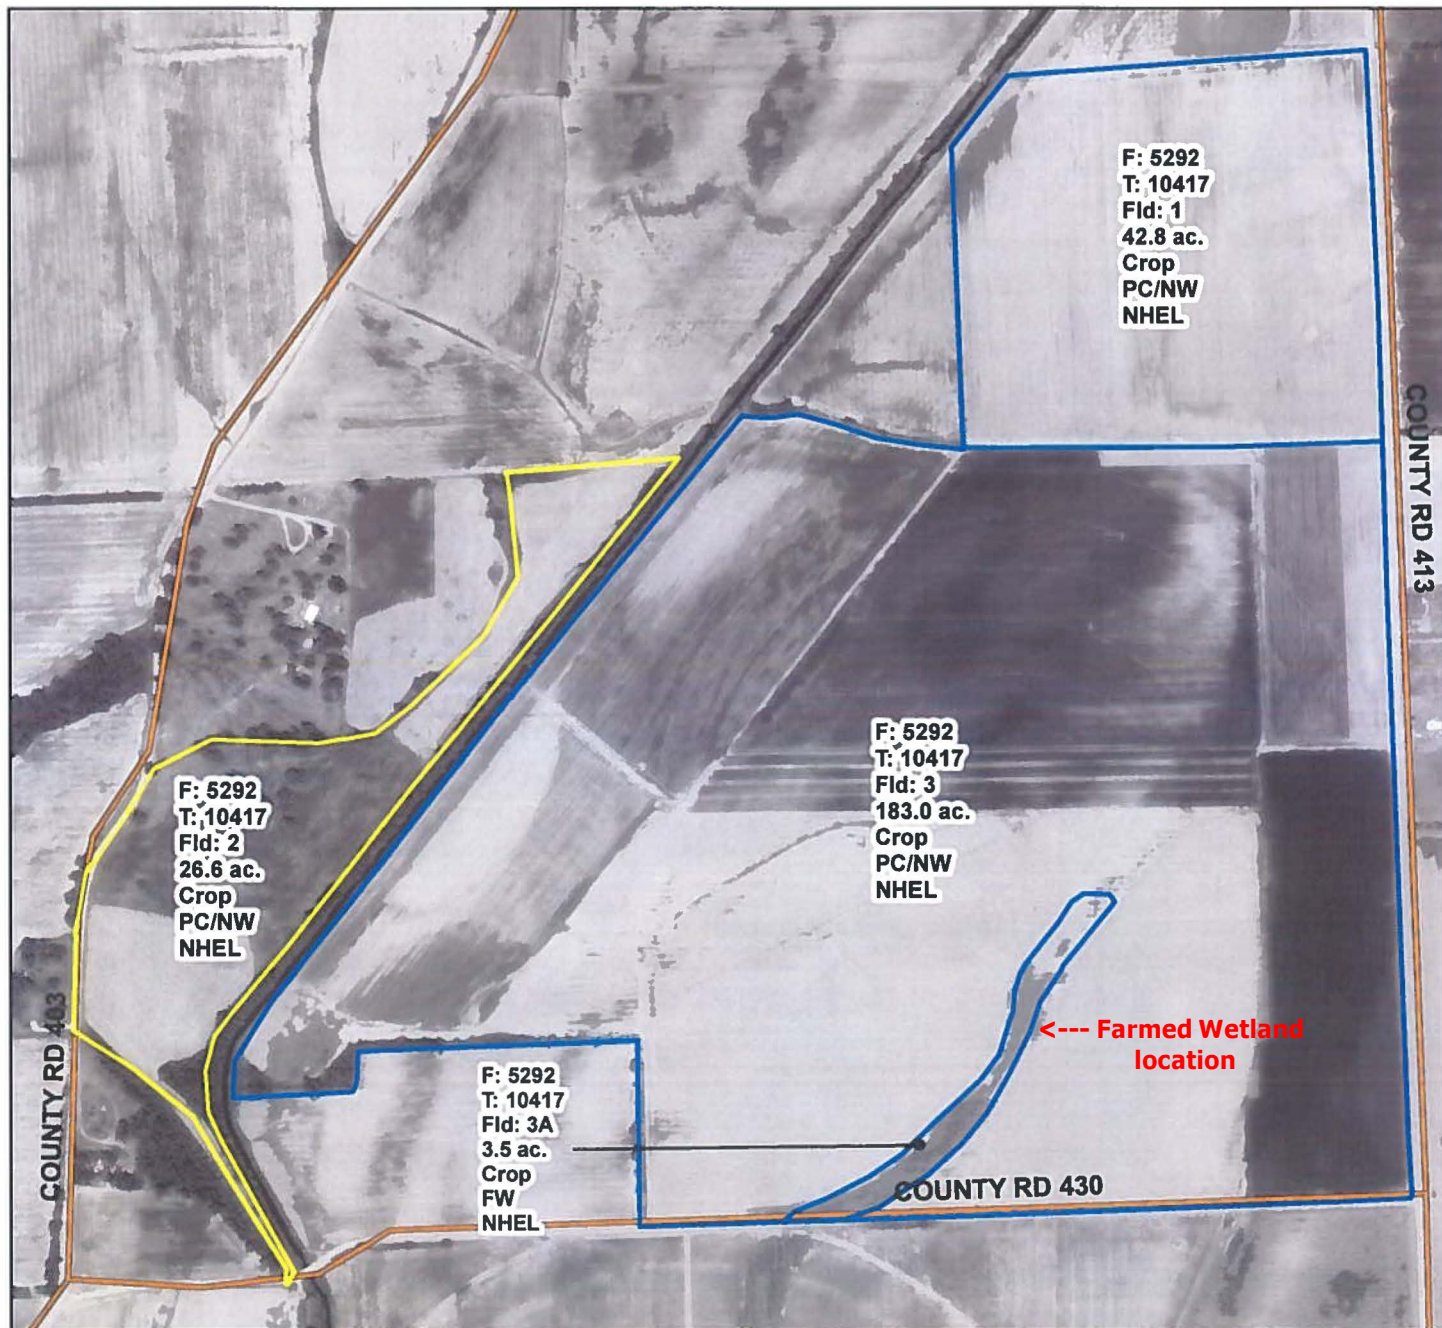 F: 5292
T: 10417
Fld: 1
42.8 ac.
Crop
PC/NW
NHEL
COUNTY RD 413
F: 5292
T: 10417
Fld: 3
183.0 ac.
Crop
PC/NW
NHEL
F: 5292
T: 10417
Fld: 2
26.6 ac.
Crop
PC/NW
NHEL
COUNTY RD 403
<--- Farmed Wetland
location
F: 5292
T: 10417
Fld: 3A
3.5 ac.
Crop
FW
NHEL
COUNTY RD 430